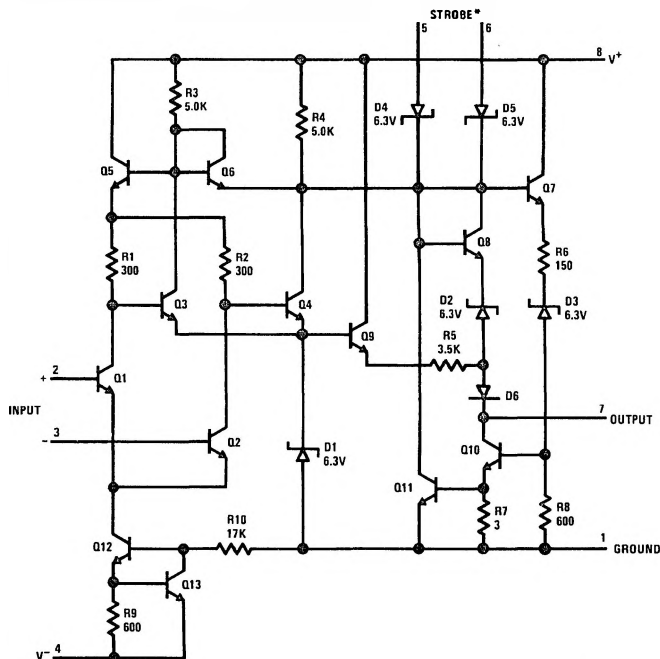 STROBE*
5 6
8 V+
R3
5.0K
R4
5.0K
D4
6.3V
D5
6.3V
Q5
Q6
Q7
Q8
R1
300
R2
300
R6
150
Q3
Q4
D2
6.3V
D3
6.3V
Q9
R5
3.5K
2
+
Q1
D6
INPUT
7
OUTPUT
3
−
Q2
Q10
D1
6.3V
Q11
R7
3
R8
600
R10
17K
1
GROUND
Q12
Q13
R9
600
V− 4